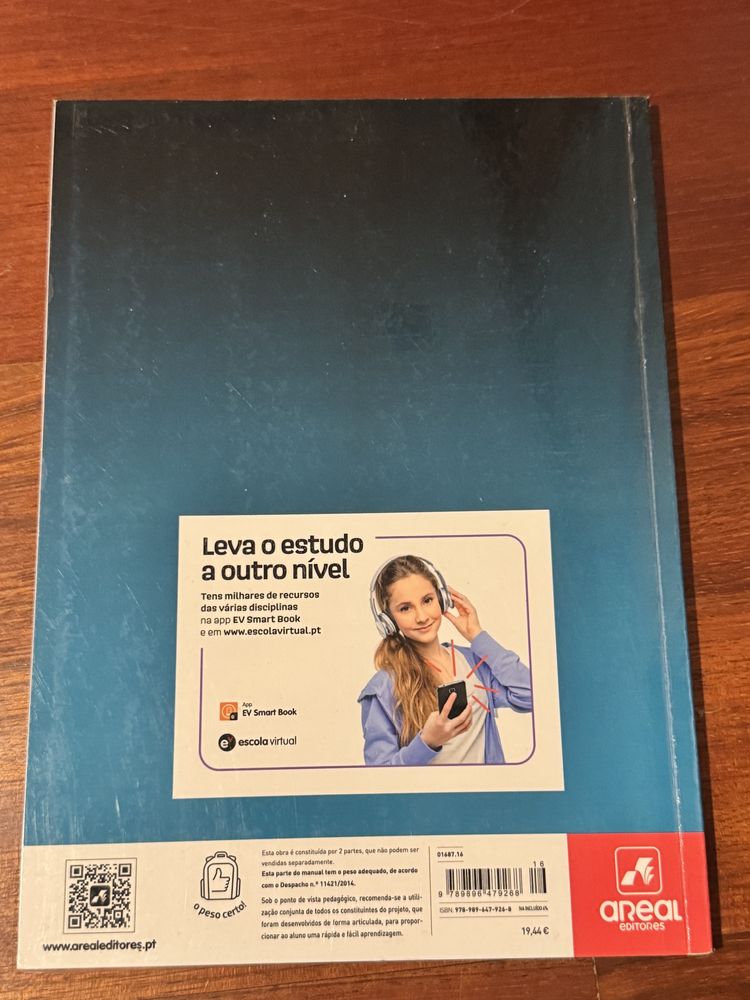 Leva o estudo
a outro nível
Tens milhares de recursos
das várias disciplinas
na app EV Smart Book
e em www.escolavirtual.pt
App
EV Smart Book
e
escola virtual
www.arealeditores.pt
o peso certo!
Esta obra é constituída por 2 partes, que não podem ser
vendidas separadamente.
Esta parte do manual tem o peso adequado, de acordo
com o Despacho n.º 11421/2014.
Sob o ponto de vista pedagógico, recomenda-se a utili-
zação conjunta de todos os constituintes do projeto, que
foram desenvolvidos de forma articulada, para propor-
cionar ao aluno uma rápida e fácil aprendizagem.
01687.16
16
9 789896 479268
ISBN: 978-989-647-926-8
IVA INCLUÍDO 6%
19,44 €
areal
EDITORES